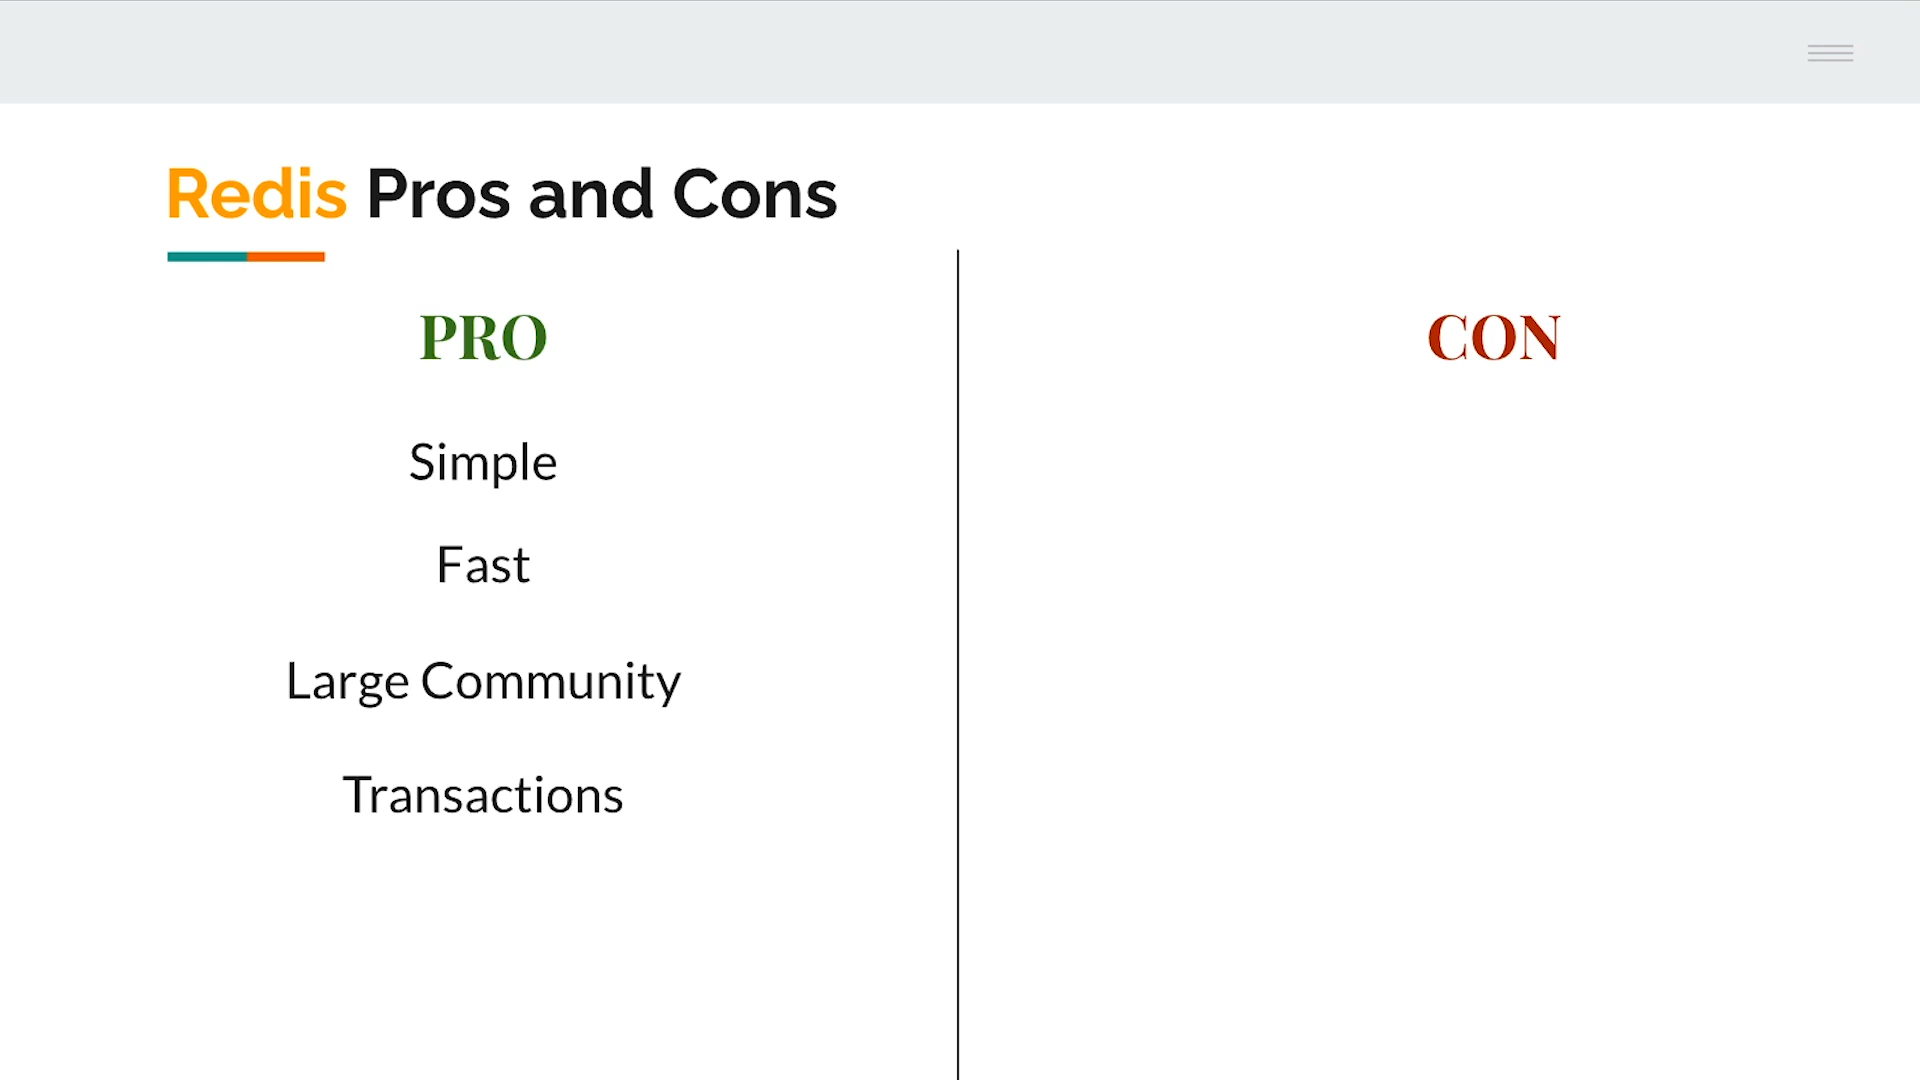 Redis Pros and Cons
PRO
Simple
Fast
Large Community
Transactions
CON